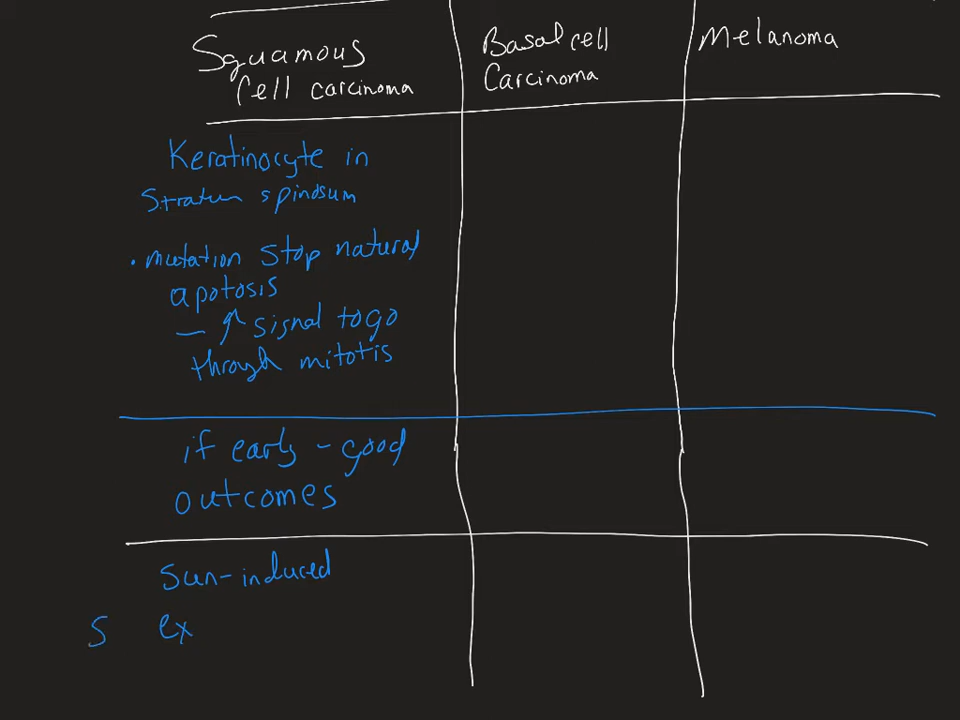 Squamous
Cell carcinoma
Basal cell
Carcinoma
Melanoma
Keratinocyte in
Stratum spinosum
• mutation stop natural
apotosis
— ↑ signal to go
through mitotis
if early - good
outcomes
sun-induced
S ex